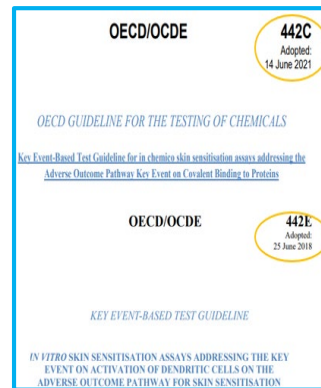 OECD/OCDE 442C
Adopted:
14 June 2021
OECD GUIDELINE FOR THE TESTING OF CHEMICALS
Key Event-Based Test Guideline for in chemico skin sensitisation assays addressing the
Adverse Outcome Pathway Key Event on Covalent Binding to Proteins
OECD/OCDE 442E
Adopted:
25 June 2018
KEY EVENT-BASED TEST GUIDELINE
IN VITRO SKIN SENSITISATION ASSAYS ADDRESSING THE KEY
EVENT ON ACTIVATION OF DENDRITIC CELLS ON THE
ADVERSE OUTCOME PATHWAY FOR SKIN SENSITISATION